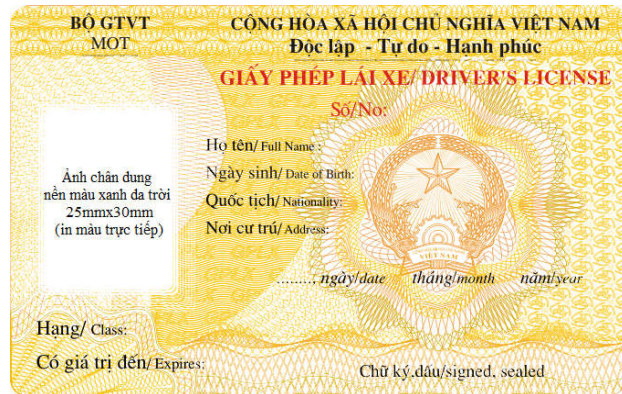 BỘ GTVT
MOT
CỘNG HÒA XÃ HỘI CHỦ NGHĨA VIỆT NAM
Độc lập - Tự do - Hạnh phúc
GIẤY PHÉP LÁI XE/ DRIVER'S LICENSE
Số/No:
Họ tên/ Full Name :
Ngày sinh/ Date of Birth:
Quốc tịch/ Nationality:
Nơi cư trú/ Address:
Ảnh chân dung
nền màu xanh da trời
25mmx30mm
(in màu trực tiếp)
VIỆT NAM
........, ngày/date tháng/month năm/year
Hạng/ Class:
Có giá trị đến/ Expires:
Chữ ký,dấu/signed, sealed